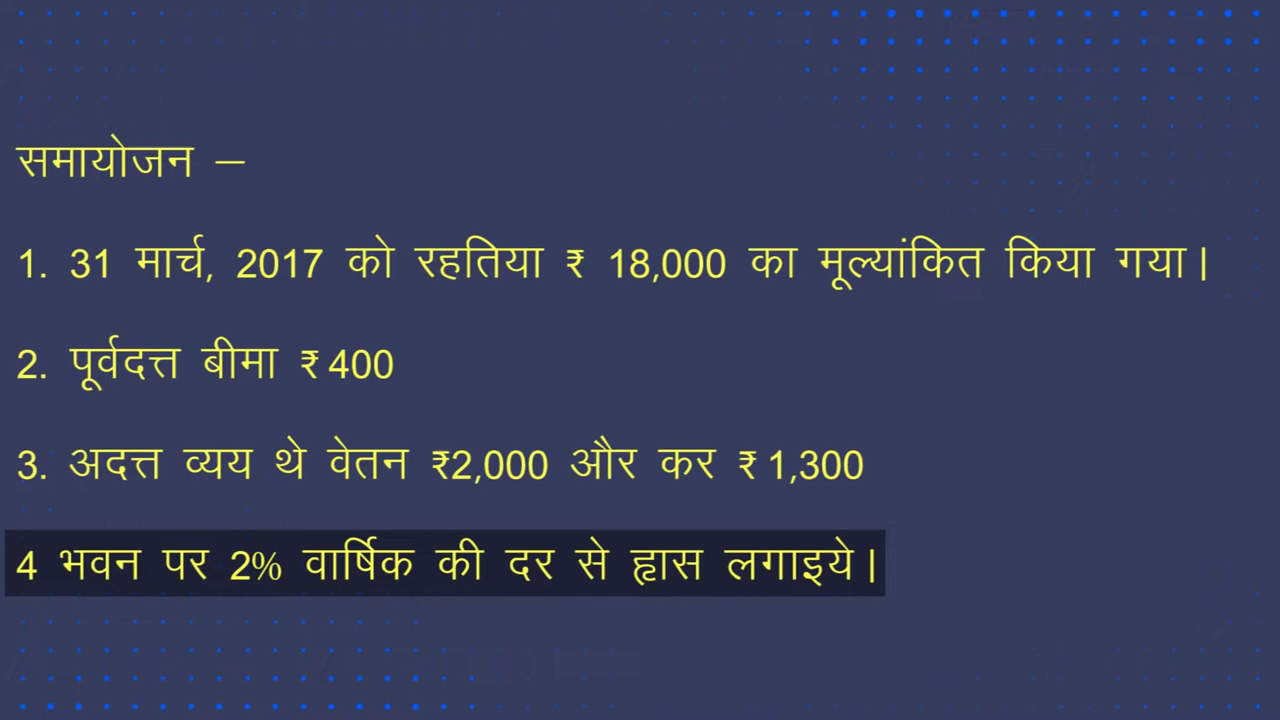 समायोजन –
1. 31 मार्च, 2017 को रहतिया ₹ 18,000 का मूल्यांकित किया गया।
2. पूर्वदत्त बीमा ₹ 400
3. अदत्त व्यय थे वेतन ₹2,000 और कर ₹ 1,300
4 भवन पर 2% वार्षिक की दर से ह्रास लगाइये।